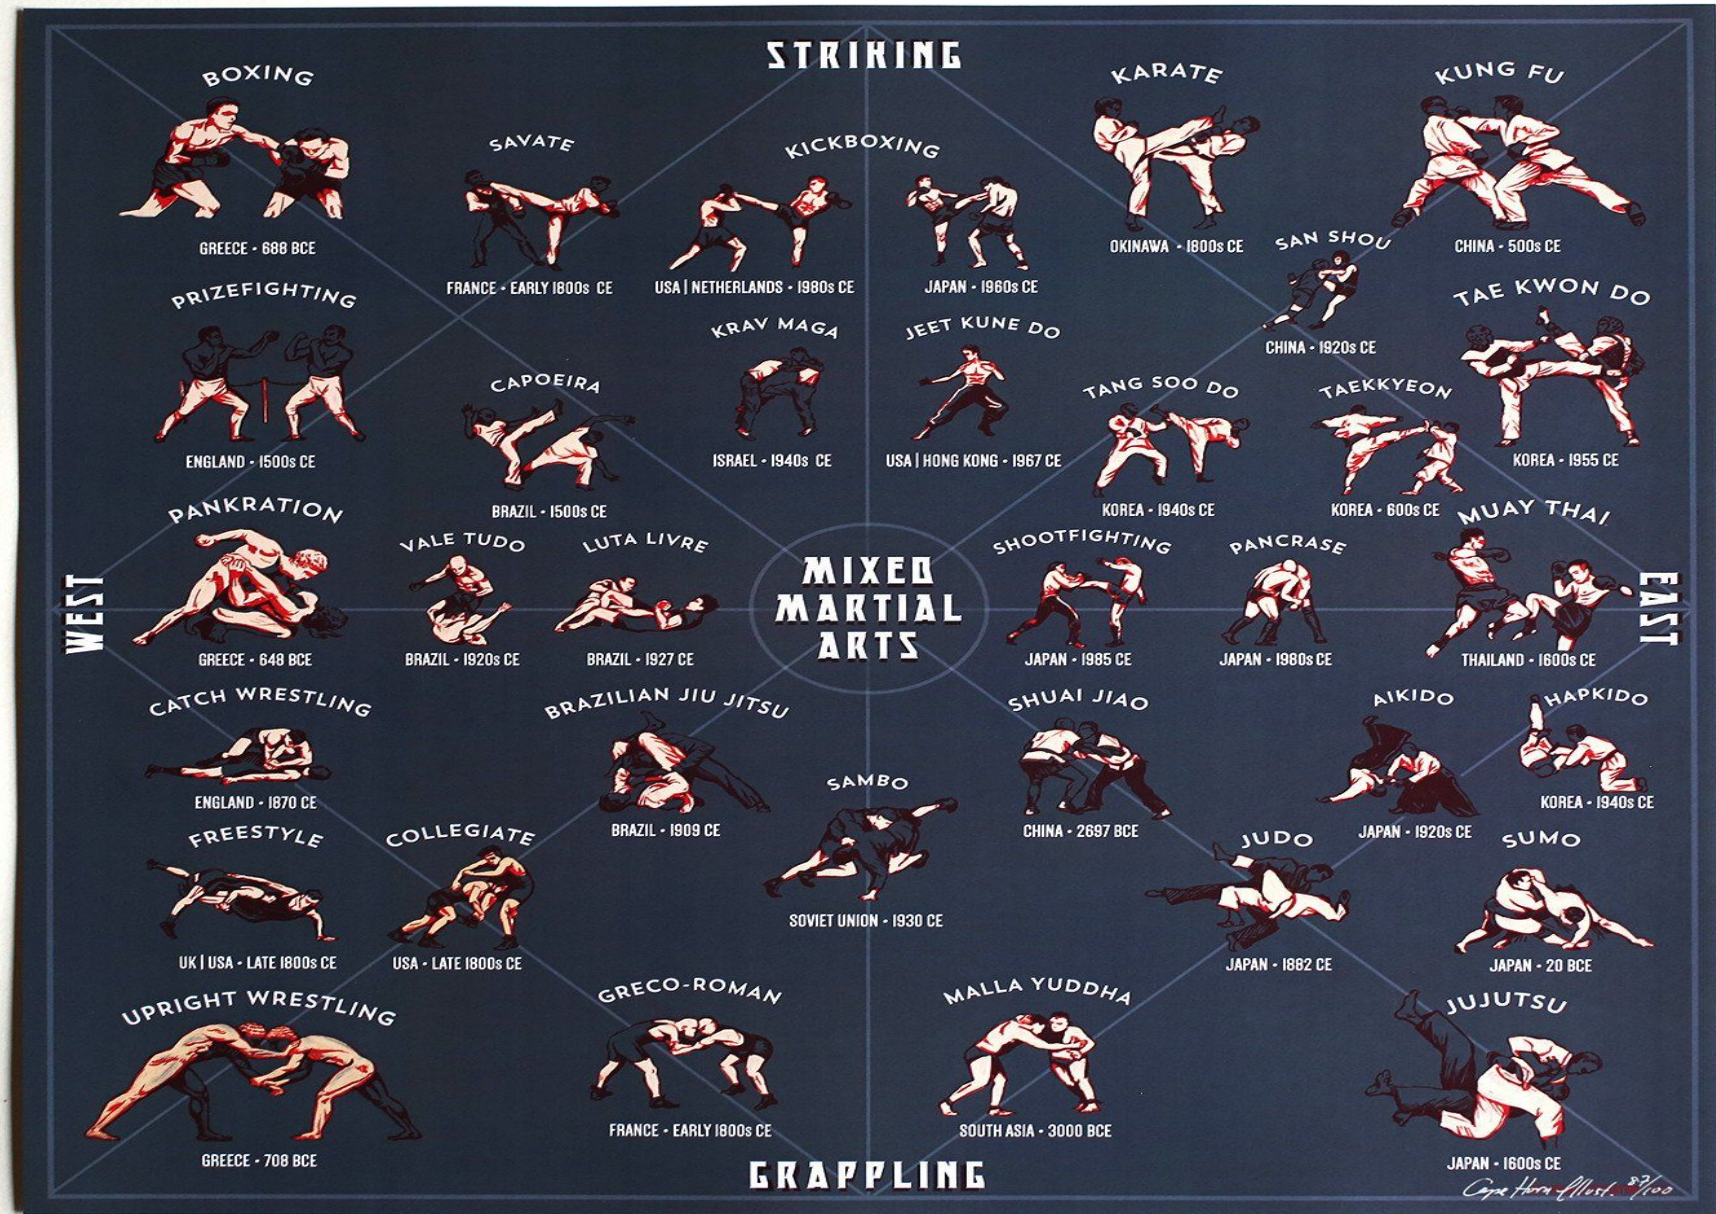 STRIKING
BOXING
GREECE - 688 BCE
SAVATE
FRANCE - EARLY 1800s CE
KICKBOXING
USA | NETHERLANDS - 1980s CE
JAPAN - 1960s CE
KARATE
OKINAWA - 1800s CE
KUNG FU
CHINA - 500s CE
SAN SHOU
CHINA - 1920s CE
PRIZEFIGHTING
ENGLAND - 1500s CE
CAPOEIRA
BRAZIL - 1500s CE
KRAV MAGA
ISRAEL - 1940s CE
JEET KUNE DO
USA | HONG KONG - 1967 CE
TANG SOO DO
KOREA - 1940s CE
TAEKKYEON
KOREA - 600s CE
TAE KWON DO
KOREA - 1955 CE
WEST
PANKRATION
GREECE - 648 BCE
VALE TUDO
BRAZIL - 1920s CE
LUTA LIVRE
BRAZIL - 1927 CE
MIXED
MARTIAL
ARTS
SHOOTFIGHTING
JAPAN - 1985 CE
PANCRASE
JAPAN - 1980s CE
MUAY THAI
THAILAND - 1600s CE
EAST
CATCH WRESTLING
ENGLAND - 1870 CE
BRAZILIAN JIU JITSU
BRAZIL - 1909 CE
SAMBO
SOVIET UNION - 1930 CE
SHUAI JIAO
CHINA - 2697 BCE
AIKIDO
JAPAN - 1920s CE
HAPKIDO
KOREA - 1940s CE
FREESTYLE
UK | USA - LATE 1800s CE
COLLEGIATE
USA - LATE 1800s CE
JUDO
JAPAN - 1882 CE
SUMO
JAPAN - 20 BCE
UPRIGHT WRESTLING
GREECE - 708 BCE
GRECO-ROMAN
FRANCE - EARLY 1800s CE
MALLA YUDDHA
SOUTH ASIA - 3000 BCE
JUJUTSU
JAPAN - 1600s CE
GRAPPLING
Cape Horn Illust. 87/100